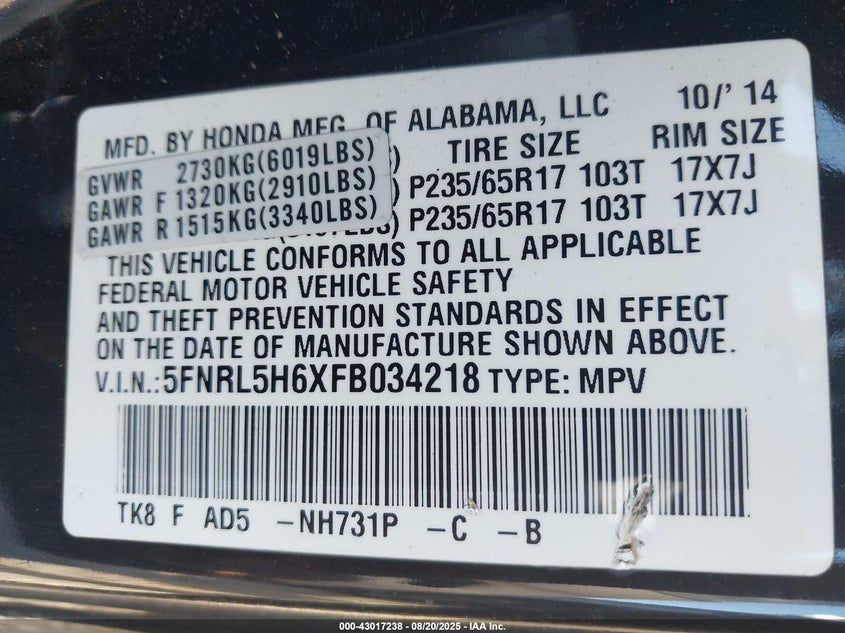 MFD. BY HONDA MFG. OF ALABAMA, LLC 10/' 14
TIRE SIZE RIM SIZE
GVWR 2730KG(6019LBS)
GAWR F 1320KG(2910LBS) ) P235/65R17 103T 17X7J
GAWR R 1515KG(3340LBS) P235/65R17 103T 17X7J
THIS VEHICLE CONFORMS TO ALL APPLICABLE
FEDERAL MOTOR VEHICLE SAFETY
AND THEFT PREVENTION STANDARDS IN EFFECT
ON THE DATE OF MANUFACTURE SHOWN ABOVE.
V.I.N.:5FNRL5H6XFB034218 TYPE: MPV
TK8 F AD5 -NH731P -C -B
000-43017238 - 08/20/2025 - IAA Inc.